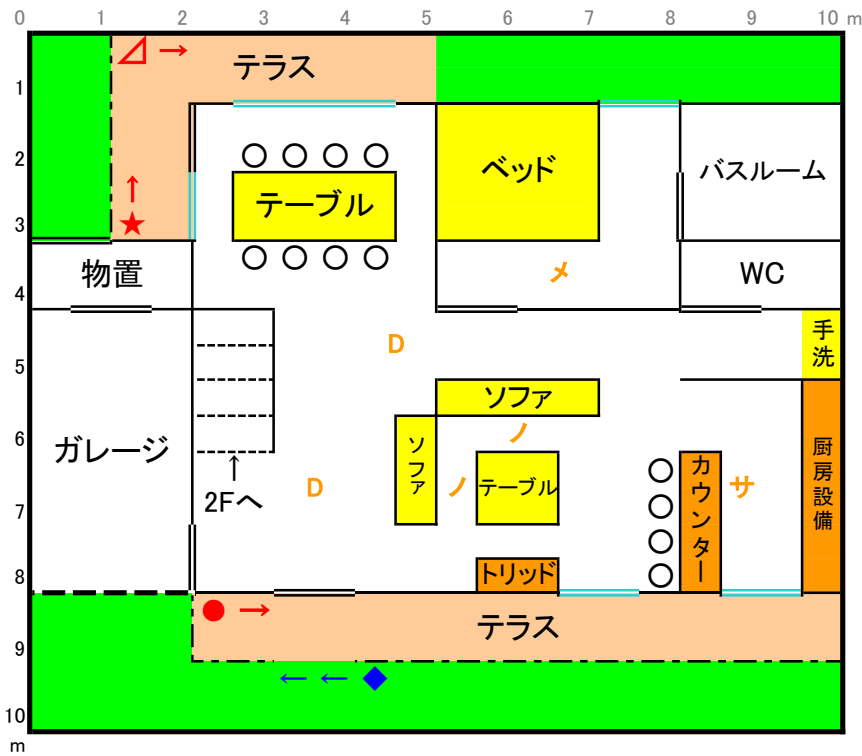 0 1 2 3 4 5 6 7 8 9 10 m
テラス
1
2
ベッド
バスルーム
テーブル
3
物置
メ
WC
4
手洗
D
5
ソファ
6
ガレージ
ソファ
ノ
カウンター
厨房設備
D
ノ
テーブル
サ
2Fへ
7
8
トリッド
テラス
9
10
m